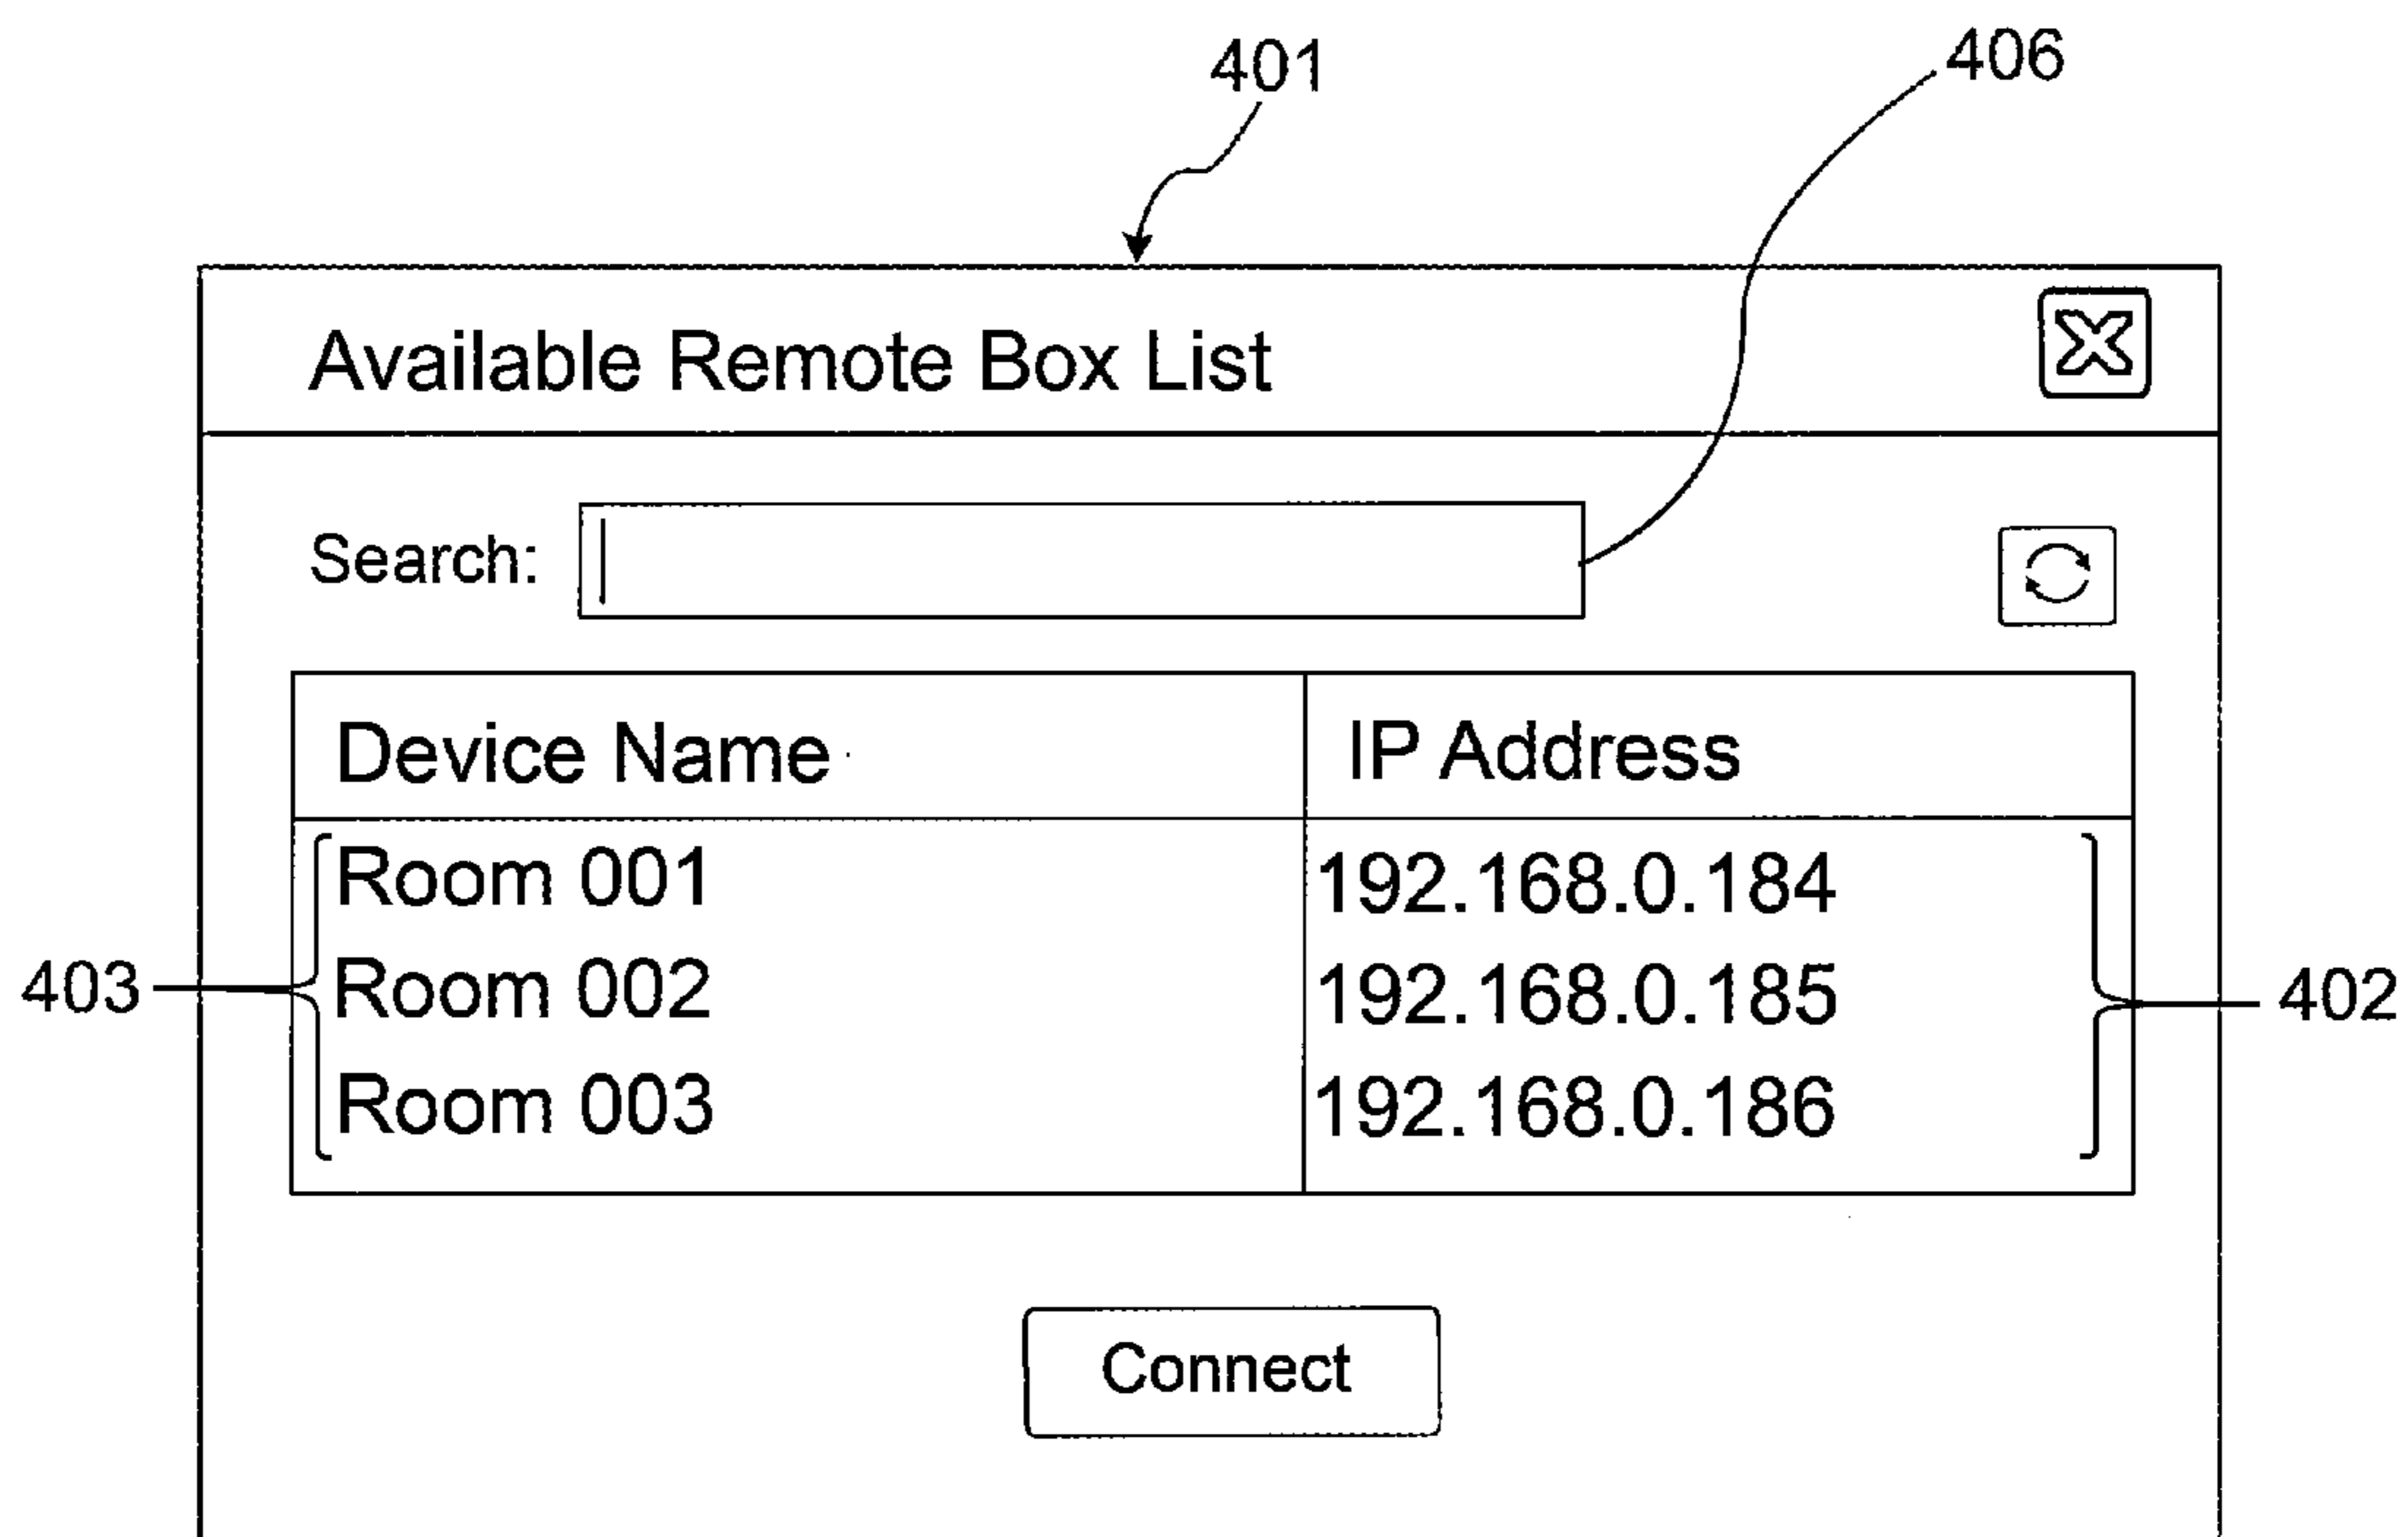 401
406
Available Remote Box List
Search:
Device Name IP Address
Room 001 192.168.0.184
403 Room 002 192.168.0.185 402
Room 003 192.168.0.186
Connect